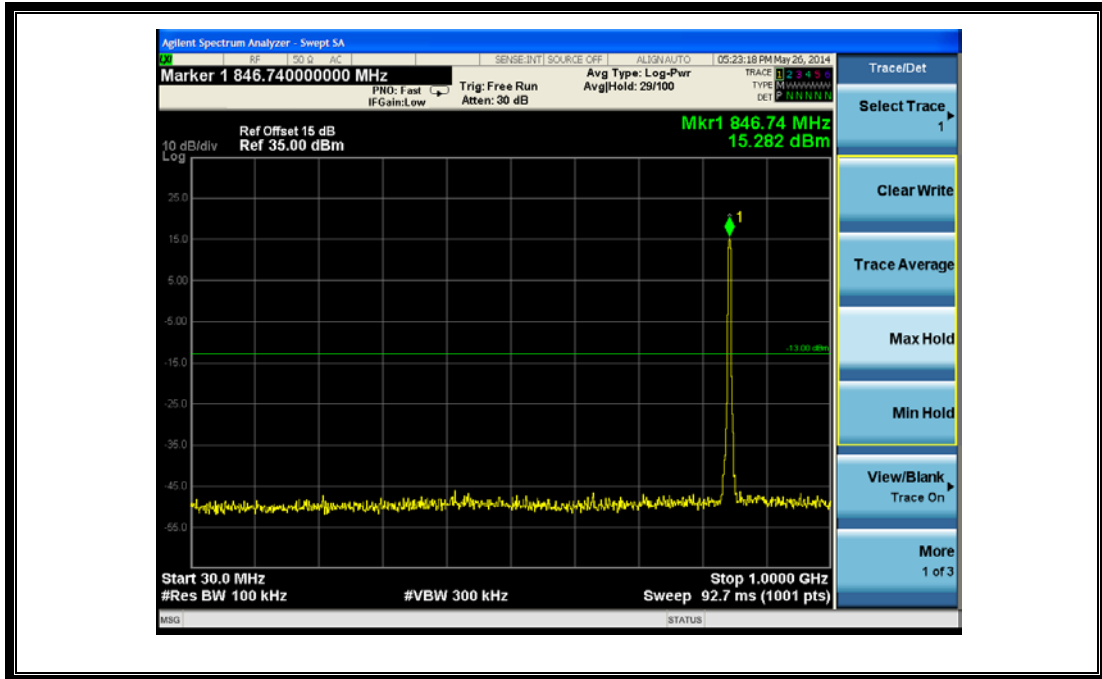 Agilent Spectrum Analyzer - Swept SA
RF 50 Ω AC SENSE:INT SOURCE OFF ALIGN AUTO 05:23:18 PM May 26, 2014
Marker 1 846.740000000 MHz
PNO: Fast
IFGain:Low
Trig: Free Run
Atten: 30 dB
Avg Type: Log-Pwr
Avg|Hold: 29/100
TRACE 1 2 3 4 5 6
TYPE M
DET P N N N N N
Mkr1 846.74 MHz
15.282 dBm
Ref Offset 15 dB
10 dB/div Ref 35.00 dBm
Log
25.0
15.0
5.00
-5.00
-15.0
-25.0
-35.0
-45.0
-55.0
1
-13.00 dBm
Start 30.0 MHz Stop 1.0000 GHz
#Res BW 100 kHz #VBW 300 kHz Sweep 92.7 ms (1001 pts)
MSG STATUS
Trace/Det
Select Trace
1
Clear Write
Trace Average
Max Hold
Min Hold
View/Blank
Trace On
More
1 of 3